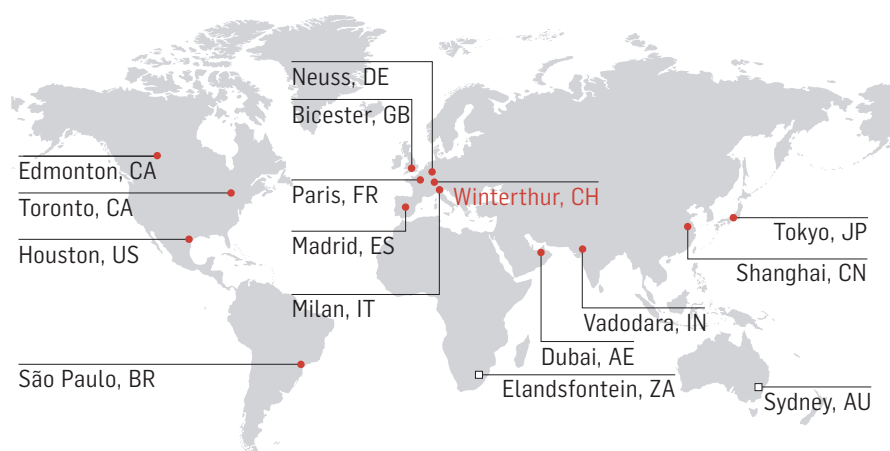 Neuss, DE
Bicester, GB
Edmonton, CA
Toronto, CA
Paris, FR
Winterthur, CH
Houston, US
Madrid, ES
Tokyo, JP
Shanghai, CN
Milan, IT
Vadodara, IN
Dubai, AE
São Paulo, BR
Elandsfontein, ZA
Sydney, AU